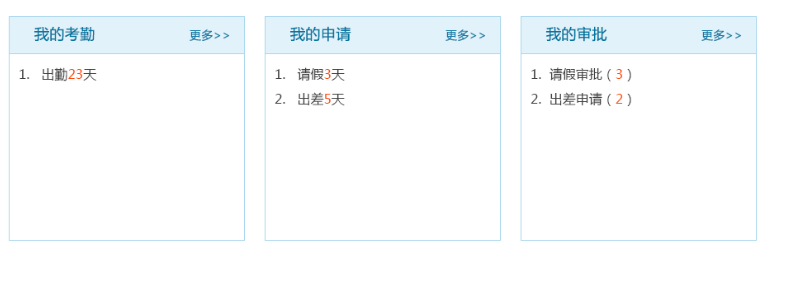 我的考勤 更多>>
1. 出勤23天
我的申请 更多>>
1. 请假3天
2. 出差5天
我的审批 更多>>
1. 请假审批（3）
2. 出差申请（2）